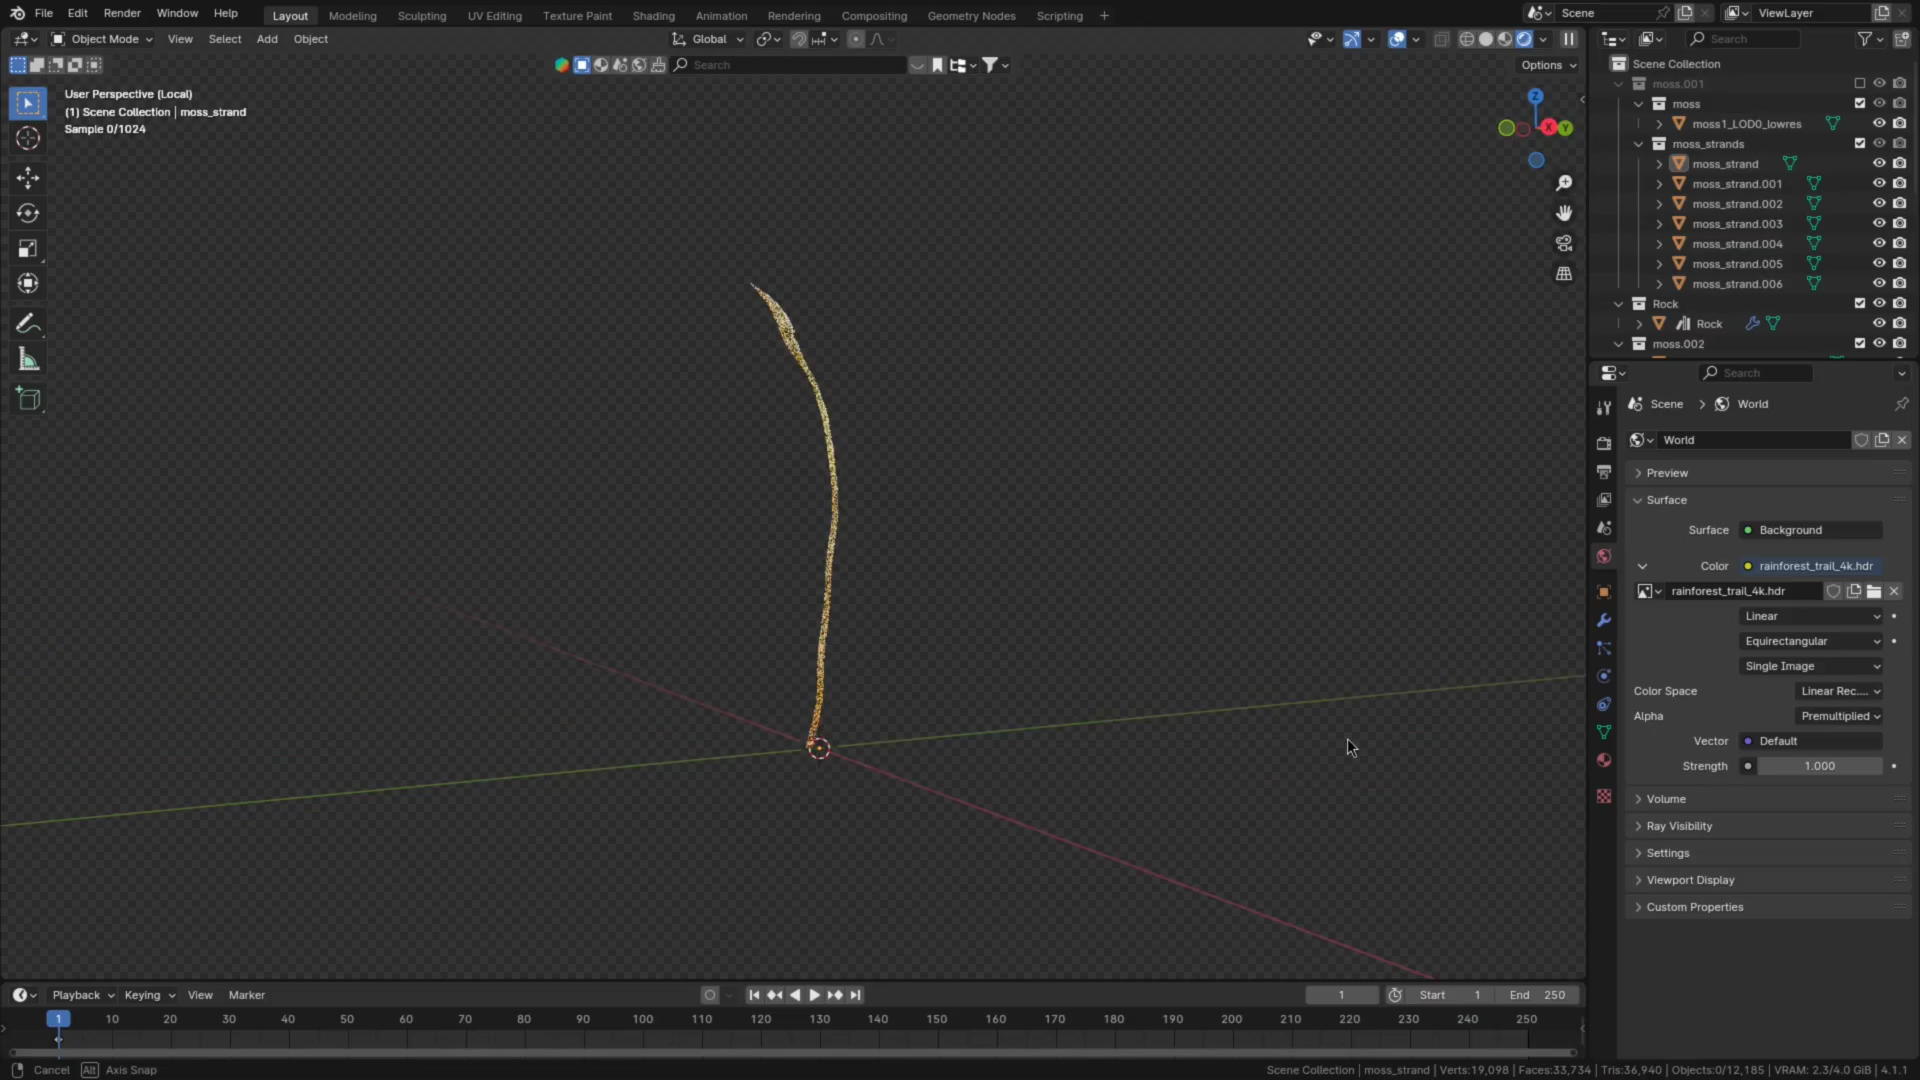 File Edit Render Window Help
Layout Modeling Sculpting UV Editing Texture Paint Shading Animation Rendering Compositing Geometry Nodes Scripting +
Scene
ViewLayer
Object Mode View Select Add Object
Global
Search
Search
Options
User Perspective (Local)
(1) Scene Collection | moss_strand
Sample 0/1024
Z
X
Y
Scene Collection
moss.001
moss
moss1_LOD0_lowres
moss_strands
moss_strand
moss_strand.001
moss_strand.002
moss_strand.003
moss_strand.004
moss_strand.005
moss_strand.006
Rock
Rock
moss.002
Search
Scene > World
World
Preview
Surface
Surface Background
Color rainforest_trail_4k.hdr
rainforest_trail_4k.hdr
Linear
Equirectangular
Single Image
Color Space Linear Rec....
Alpha Premultiplied
Vector Default
Strength 1.000
Volume
Ray Visibility
Settings
Viewport Display
Custom Properties
Playback Keying View Marker
1 Start 1 End 250
1 10 20 30 40 50 60 70 80 90 100 110 120 130 140 150 160 170 180 190 200 210 220 230 240 250
Cancel Alt Axis Snap
Scene Collection | moss_strand | Verts:19,098 | Faces:33,734 | Tris:36,940 | Objects:0/12,185 | VRAM: 2.3/4.0 GiB | 4.1.1